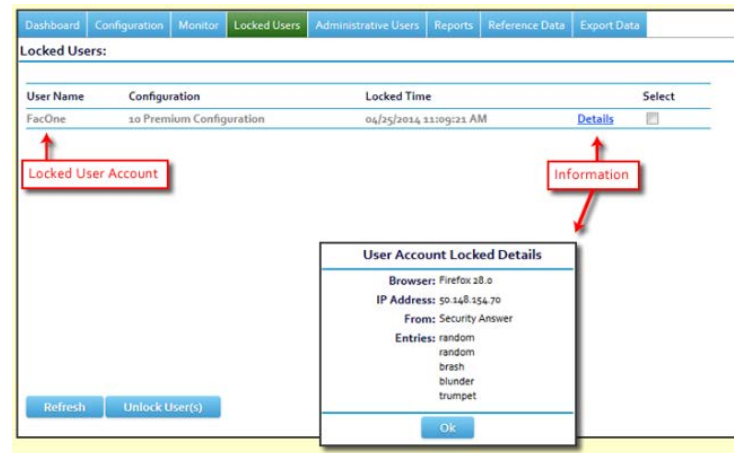 Dashboard Configuration Monitor Locked Users Administrative Users Reports Reference Data Export Data
Locked Users:
User Name Configuration Locked Time Select
FacOne 10 Premium Configuration 04/25/2014 11:09:21 AM Details
Locked User Account
Information
User Account Locked Details
Browser: Firefox 28.0
IP Address: 50.148.154.70
From: Security Answer
Entries: random
random
brash
blunder
trumpet
Refresh Unlock User(s)
Ok